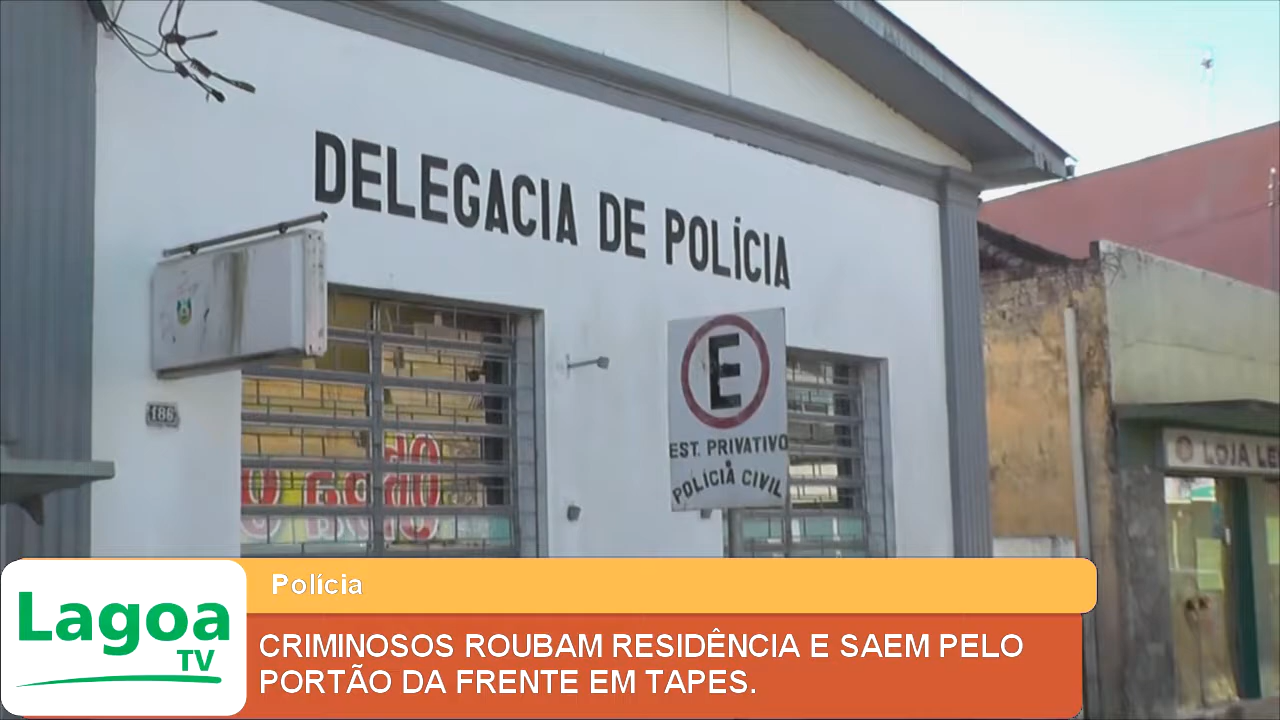 DELEGACIA DE POLÍCIA
186
E
EST. PRIVATIVO
POLÍCIA CIVIL
LOJA LE
Polícia
Lagoa
TV
CRIMINOSOS ROUBAM RESIDÊNCIA E SAEM PELO
PORTÃO DA FRENTE EM TAPES.